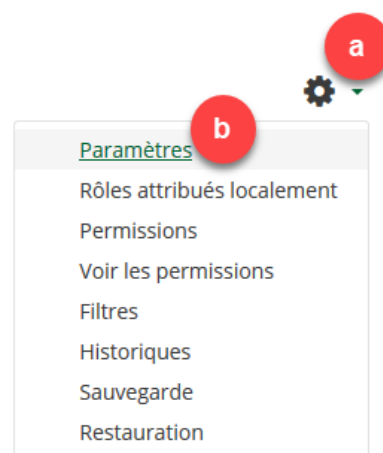 a
b
Paramètres
Rôles attribués localement
Permissions
Voir les permissions
Filtres
Historiques
Sauvegarde
Restauration